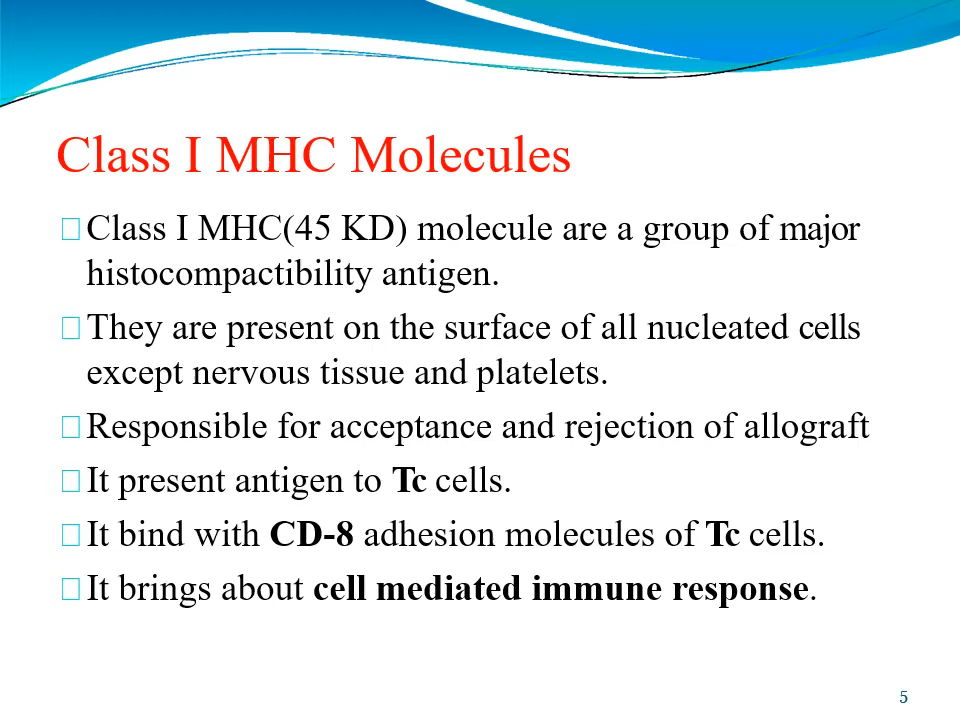 Class I MHC Molecules
Class I MHC(45 KD) molecule are a group of major
histocompactibility antigen.
They are present on the surface of all nucleated cells
except nervous tissue and platelets.
Responsible for acceptance and rejection of allograft
It present antigen to Tc cells.
It bind with CD-8 adhesion molecules of Tc cells.
It brings about cell mediated immune response.
5